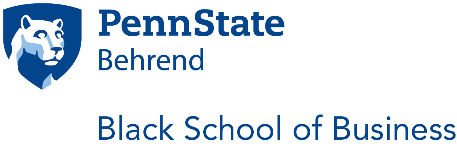 PennState
Behrend
Black School of Business